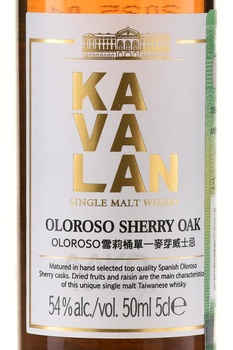 KA
VA
LAN
SINGLE MALT WHISKY
OLOROSO SHERRY OAK
OLOROSO雪莉桶單一麥芽威士忌
Matured in hand selected top quality Spanish Oloroso
Sherry casks. Dried fruits and raisin are the main characteristics
of this unique single malt Taiwanese whisky.
54% alc./vol. 50ml 5cl℮